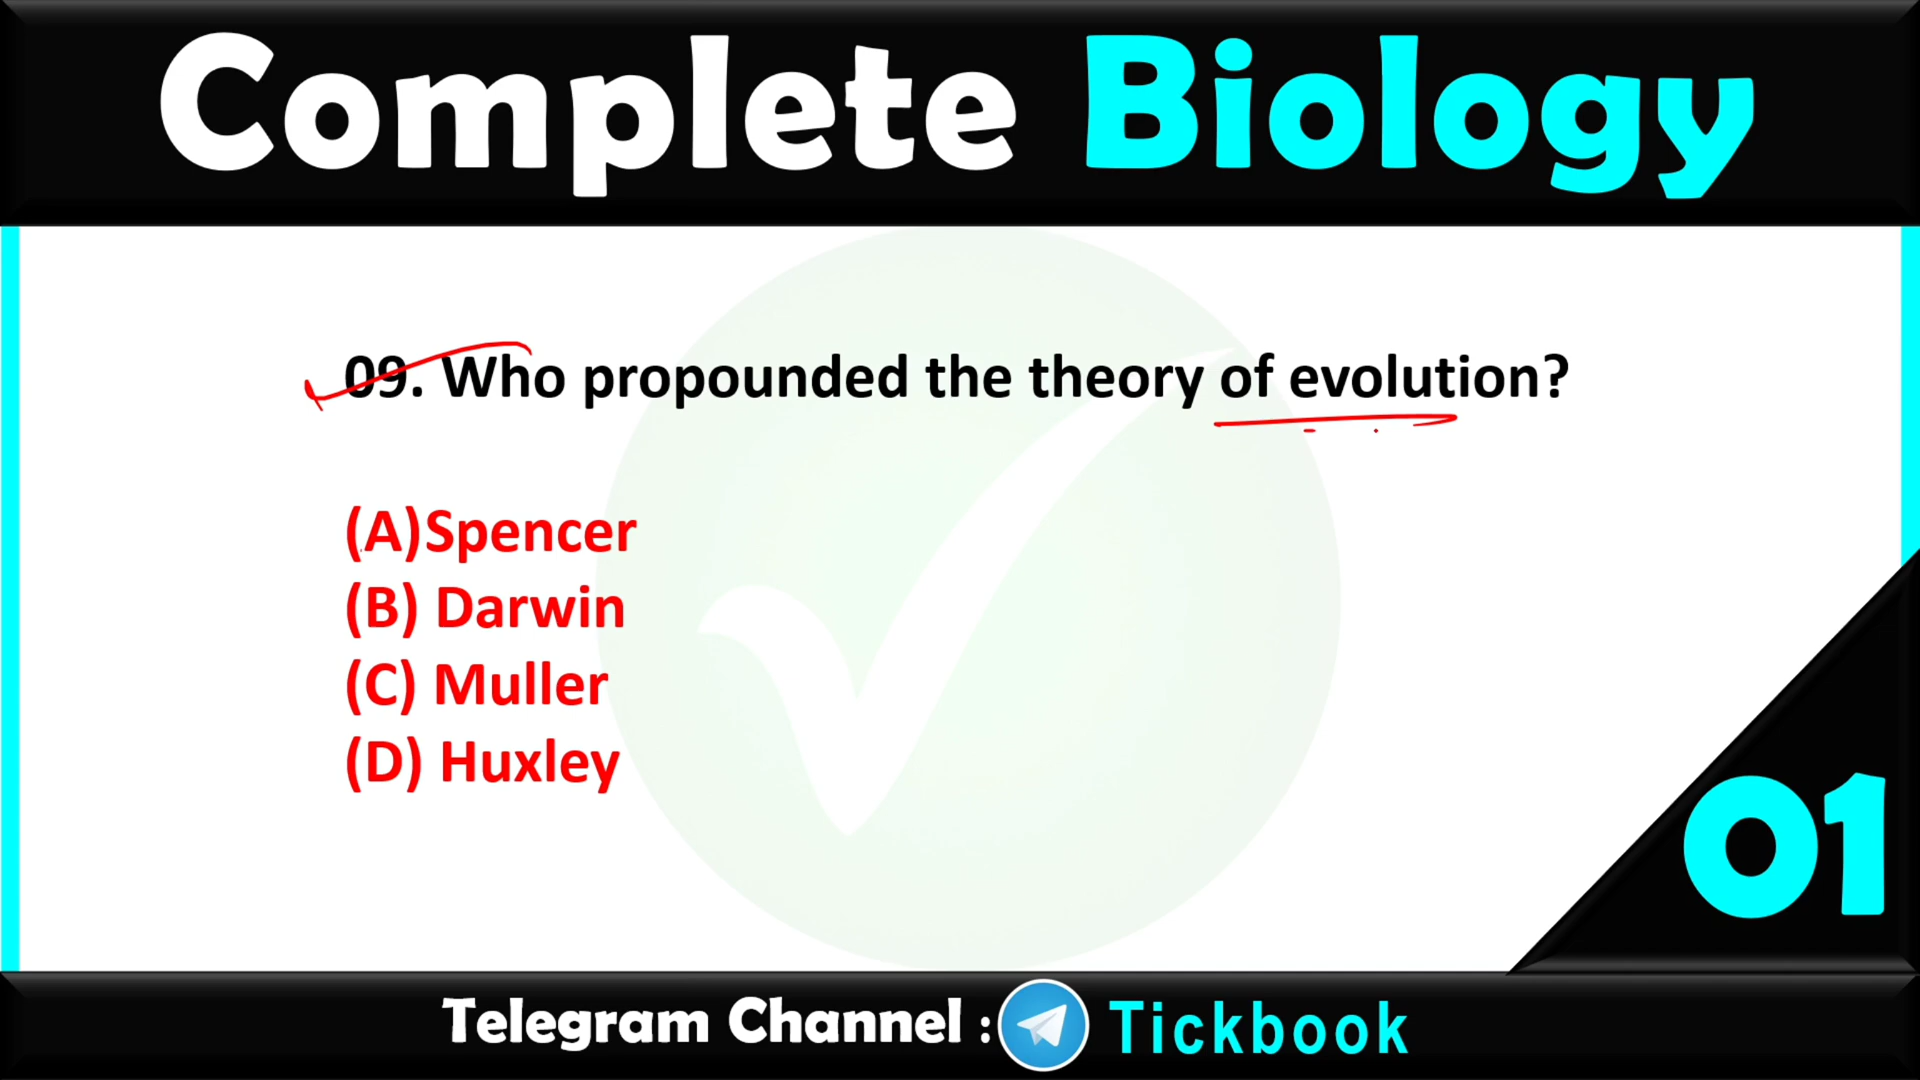 Complete Biology
09. Who propounded the theory of evolution?
(A)Spencer
(B) Darwin
(C) Muller
(D) Huxley
01
Telegram Channel : Tickbook